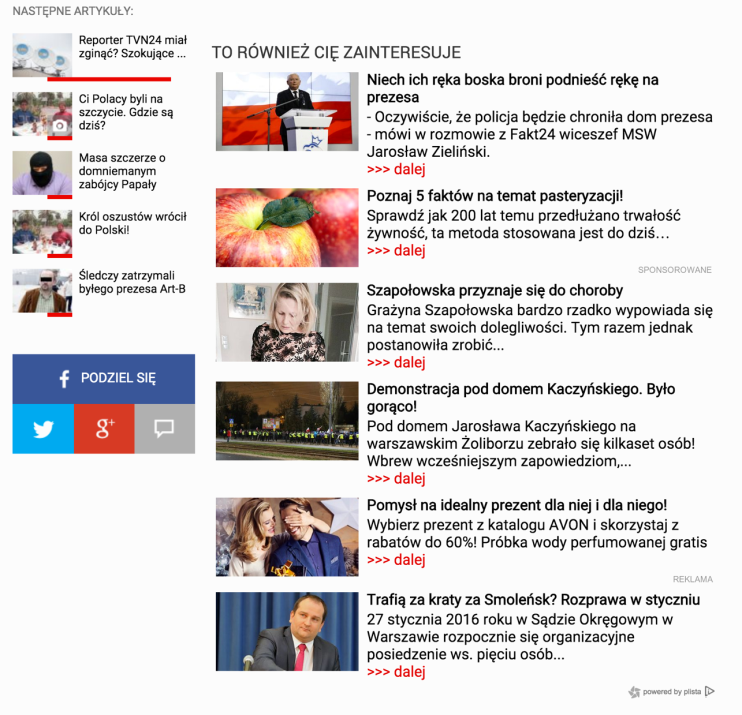 NASTĘPNE ARTYKUŁY:
Reporter TVN24 miał
zginąć? Szokujące ...
Ci Polacy byli na
szczycie. Gdzie są
dziś?
Masa szczerze o
domniemanym
zabójcy Papały
Król oszustów wrócił
do Polski!
Śledczy zatrzymali
byłego prezesa Art-B
PODZIEL SIĘ
TO RÓWNIEŻ CIĘ ZAINTERESUJE
Niech ich ręka boska broni podnieść rękę na
prezesa
- Oczywiście, że policja będzie chroniła dom prezesa
- mówi w rozmowie z Fakt24 wiceszef MSW
Jarosław Zieliński.
>>> dalej
Poznaj 5 faktów na temat pasteryzacji!
Sprawdź jak 200 lat temu przedłużano trwałość
żywność, ta metoda stosowana jest do dziś...
>>> dalej
SPONSOROWANE
Szapołowska przyznaje się do choroby
Grażyna Szapołowska bardzo rzadko wypowiada się
na temat swoich dolegliwości. Tym razem jednak
postanowiła zrobić...
>>> dalej
Demonstracja pod domem Kaczyńskiego. Było
gorąco!
Pod domem Jarosława Kaczyńskiego na
warszawskim Żoliborzu zebrało się kilkaset osób!
Wbrew wcześniejszym zapowiedziom,...
>>> dalej
Pomysł na idealny prezent dla niej i dla niego!
Wybierz prezent z katalogu AVON i skorzystaj z
rabatów do 60%! Próbka wody perfumowanej gratis
>>> dalej
REKLAMA
Trafią za kraty za Smoleńsk? Rozprawa w styczniu
27 stycznia 2016 roku w Sądzie Okręgowym w
Warszawie rozpocznie się organizacyjne
posiedzenie ws. pięciu osób...
>>> dalej
powered by plista